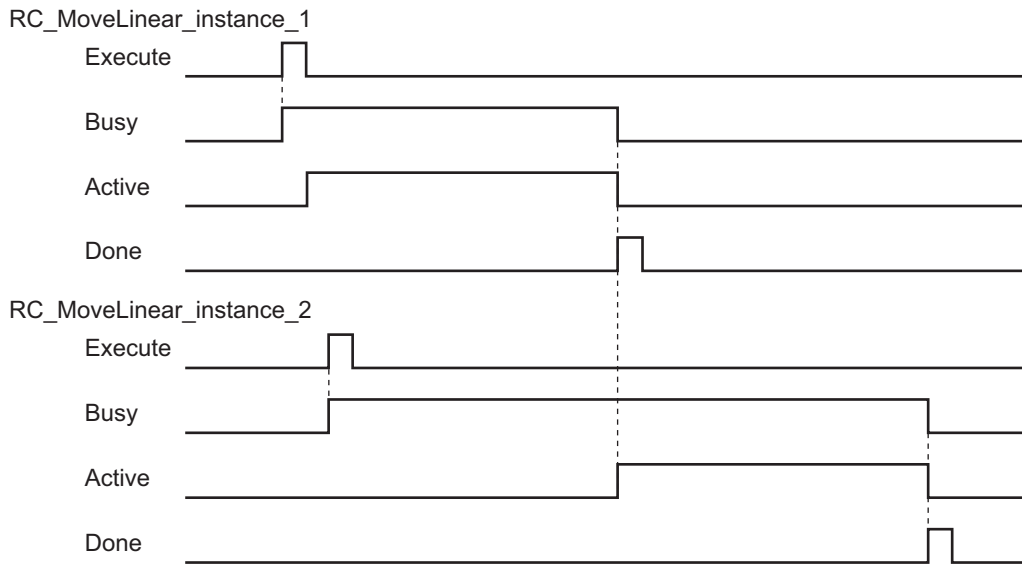 RC_MoveLinear_instance_1
Execute
Busy
Active
Done
RC_MoveLinear_instance_2
Execute
Busy
Active
Done